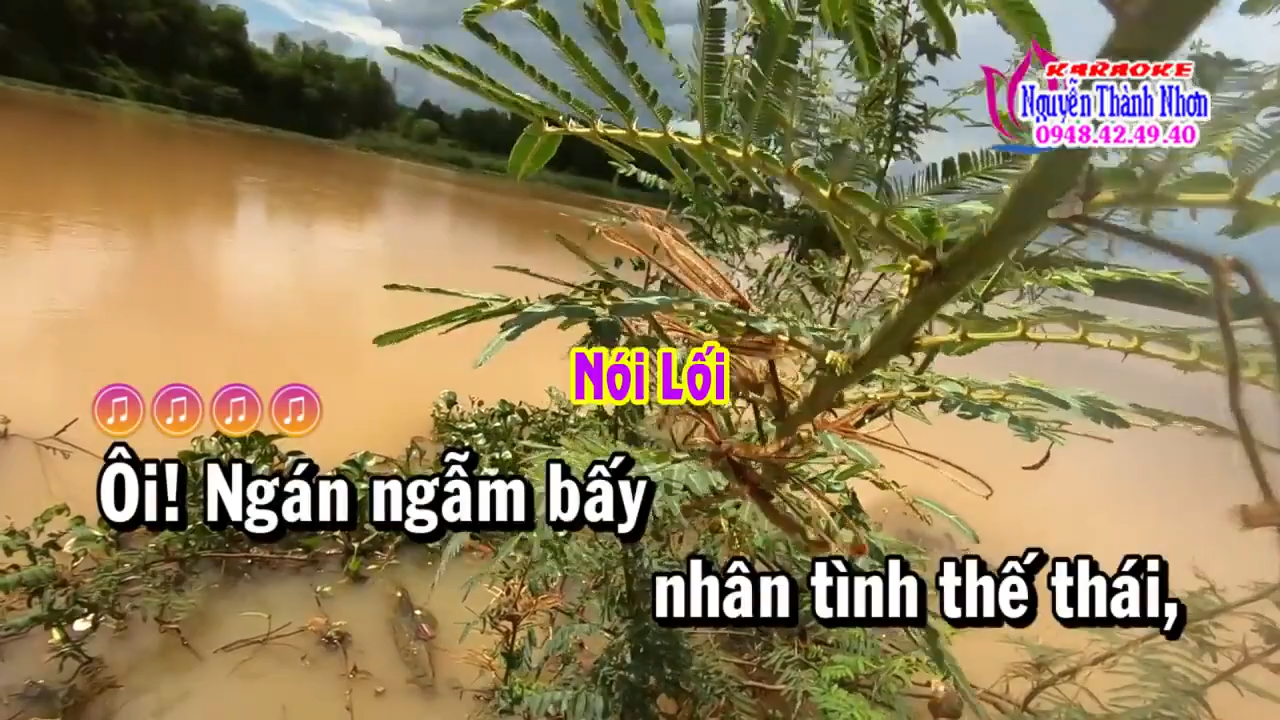 KARAOKE
Nguyễn Thành Nhơn
0948.42.49.40
Nói Lối
Ôi! Ngán ngẫm bấy
nhân tình thế thái,